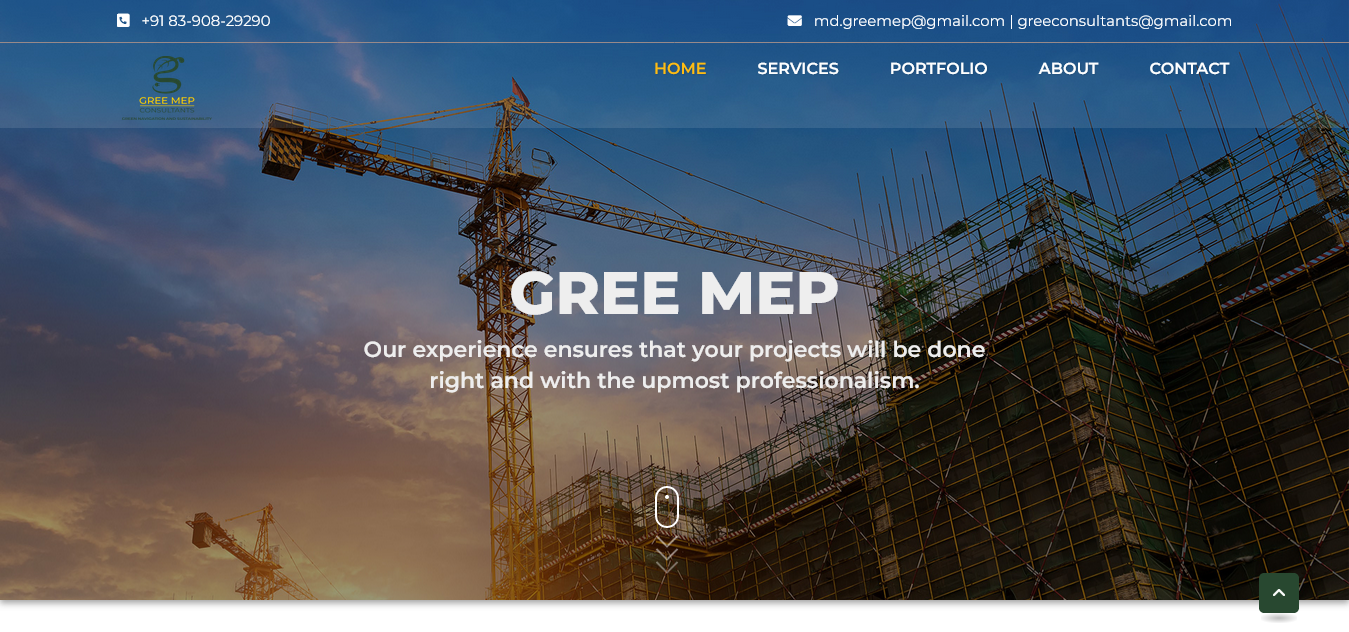 +91 83-908-29290
md.greemep@gmail.com | greeconsultants@gmail.com
HOME SERVICES PORTFOLIO ABOUT CONTACT
g
GREE MEP
CONSULTANTS
GREE MEP
Our experience ensures that your projects will be done
right and with the upmost professionalism.